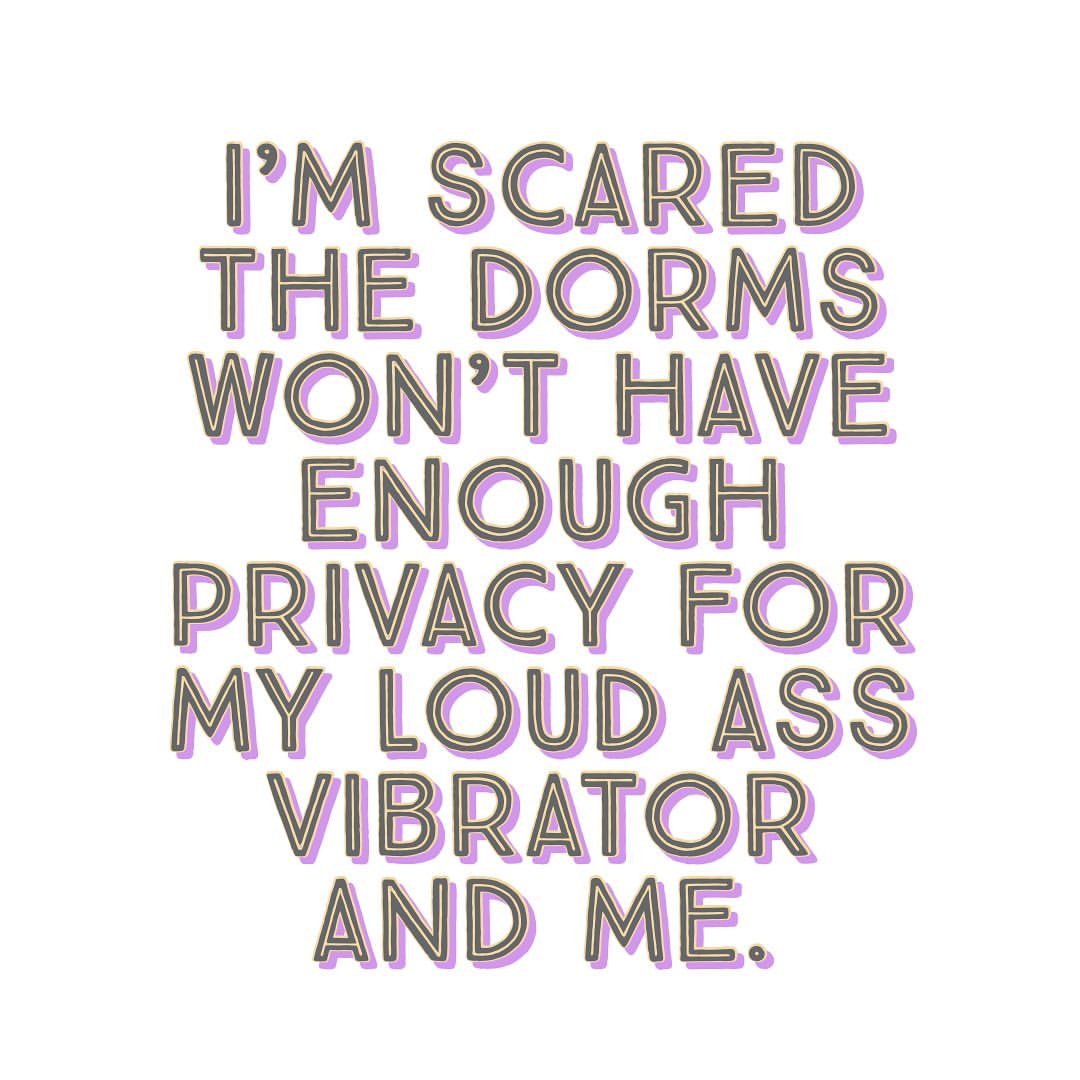 I'M SCARED
THE DORMS
WON'T HAVE
ENOUGH
PRIVACY FOR
MY LOUD ASS
VIBRATOR
AND ME.